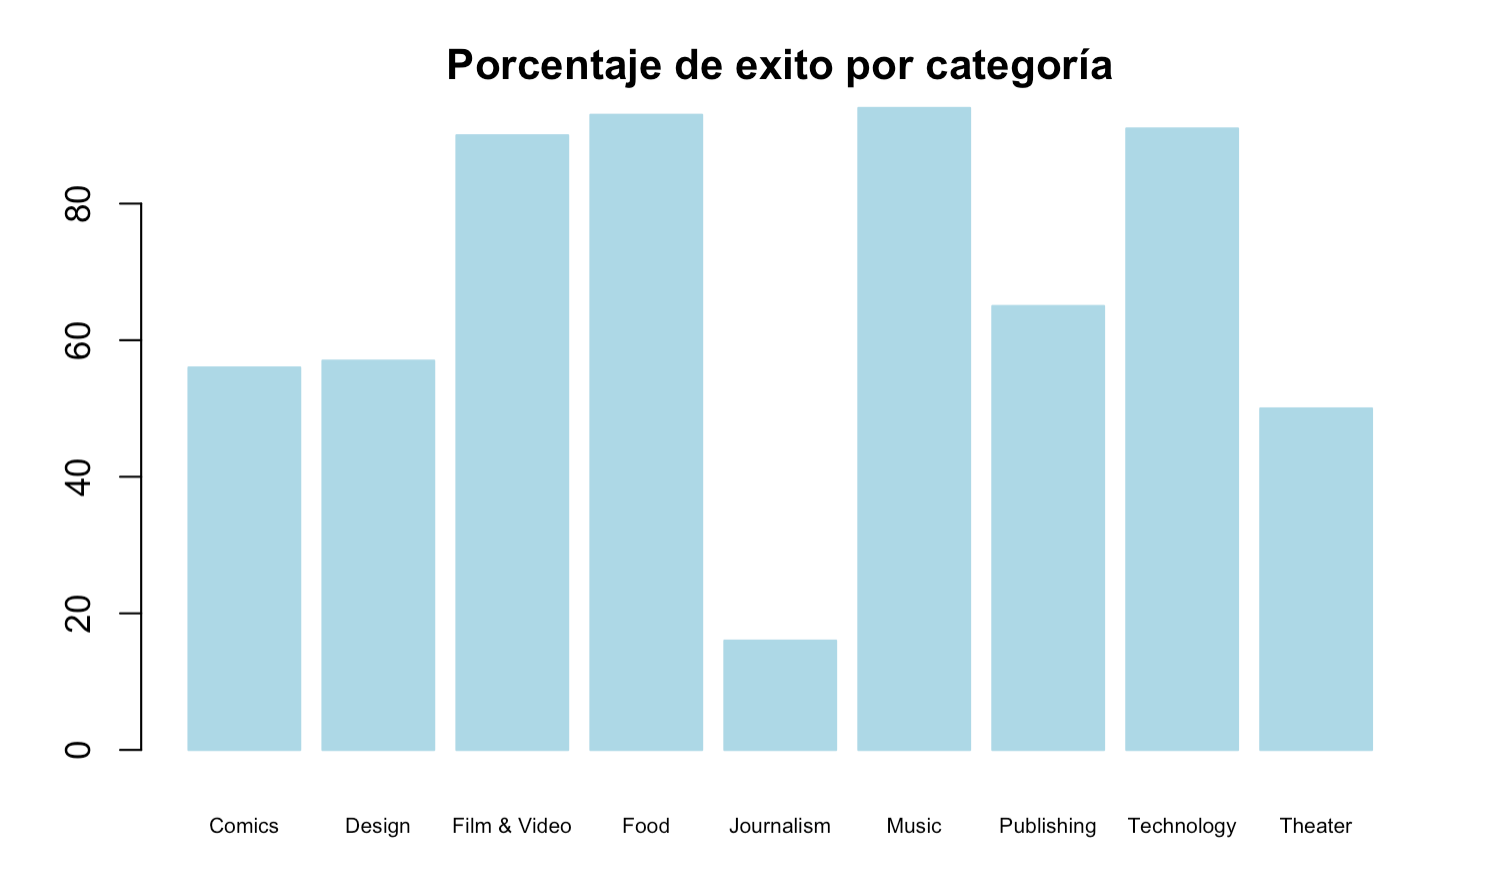 Porcentaje de exito por categoría
80
60
40
20
0
Comics Design Film & Video Food Journalism Music Publishing Technology Theater